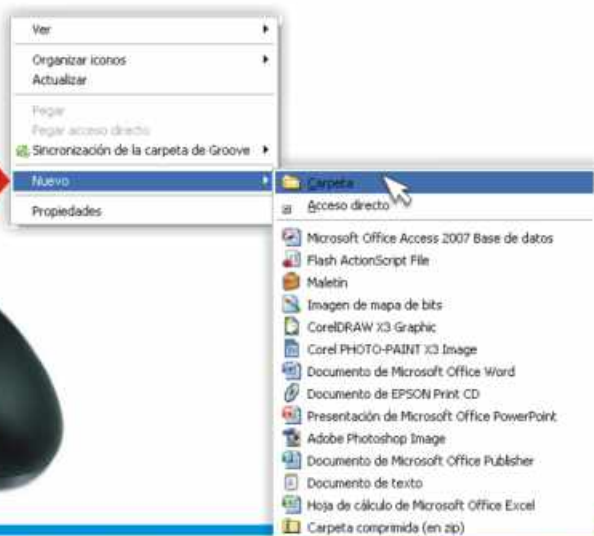 Ver
Organizar iconos
Actualizar
Pegar
Pegar acceso directo
Sincronización de la carpeta de Groove
Nuevo
Propiedades
Carpeta
Acceso directo
Microsoft Office Access 2007 Base de datos
Flash ActionScript File
Maletín
Imagen de mapa de bits
CorelDRAW X3 Graphic
Corel PHOTO-PAINT X3 Image
Documento de Microsoft Office Word
Documento de EPSON Print CD
Presentación de Microsoft Office PowerPoint
Adobe Photoshop Image
Documento de Microsoft Office Publisher
Documento de texto
Hoja de cálculo de Microsoft Office Excel
Carpeta comprimida (en zip)